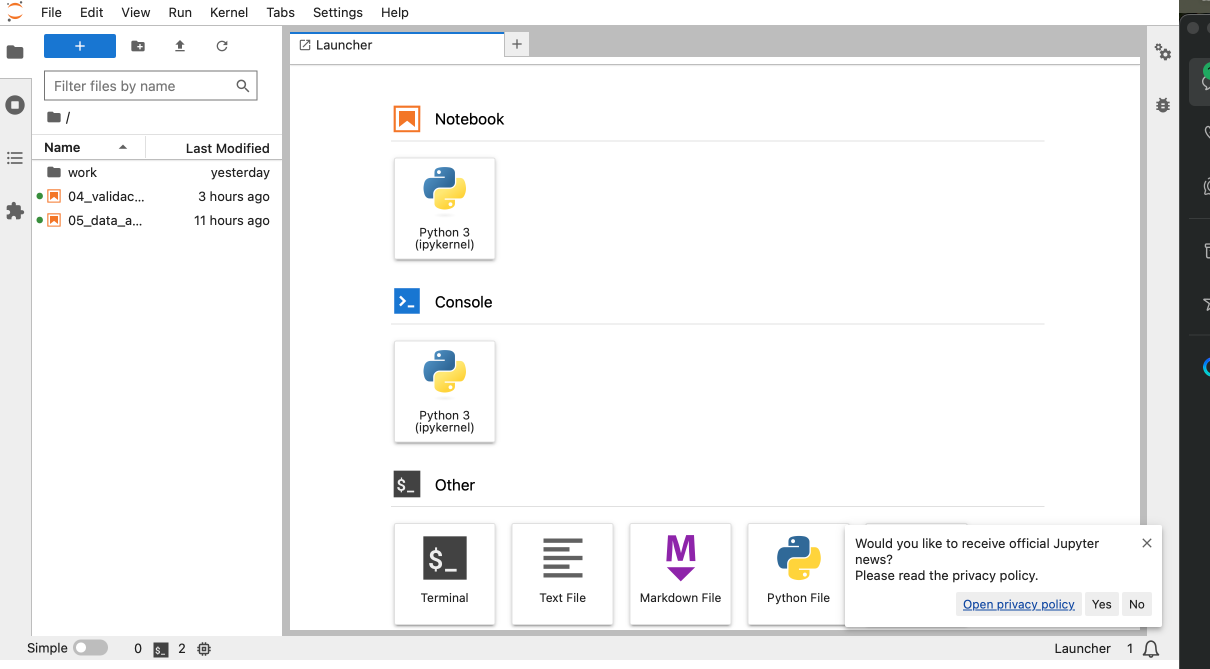 File Edit View Run Kernel Tabs Settings Help
+
Filter files by name
/
Name Last Modified
work yesterday
04_validac... 3 hours ago
05_data_a... 11 hours ago
Launcher
+
Notebook
Python 3
(ipykernel)
Console
Python 3
(ipykernel)
$_ Other
$_
Terminal
Text File
M
Markdown File
Python File
Would you like to receive official Jupyter
news?
Please read the privacy policy.
Open privacy policy Yes No
Simple 0 $_ 2 Launcher 1